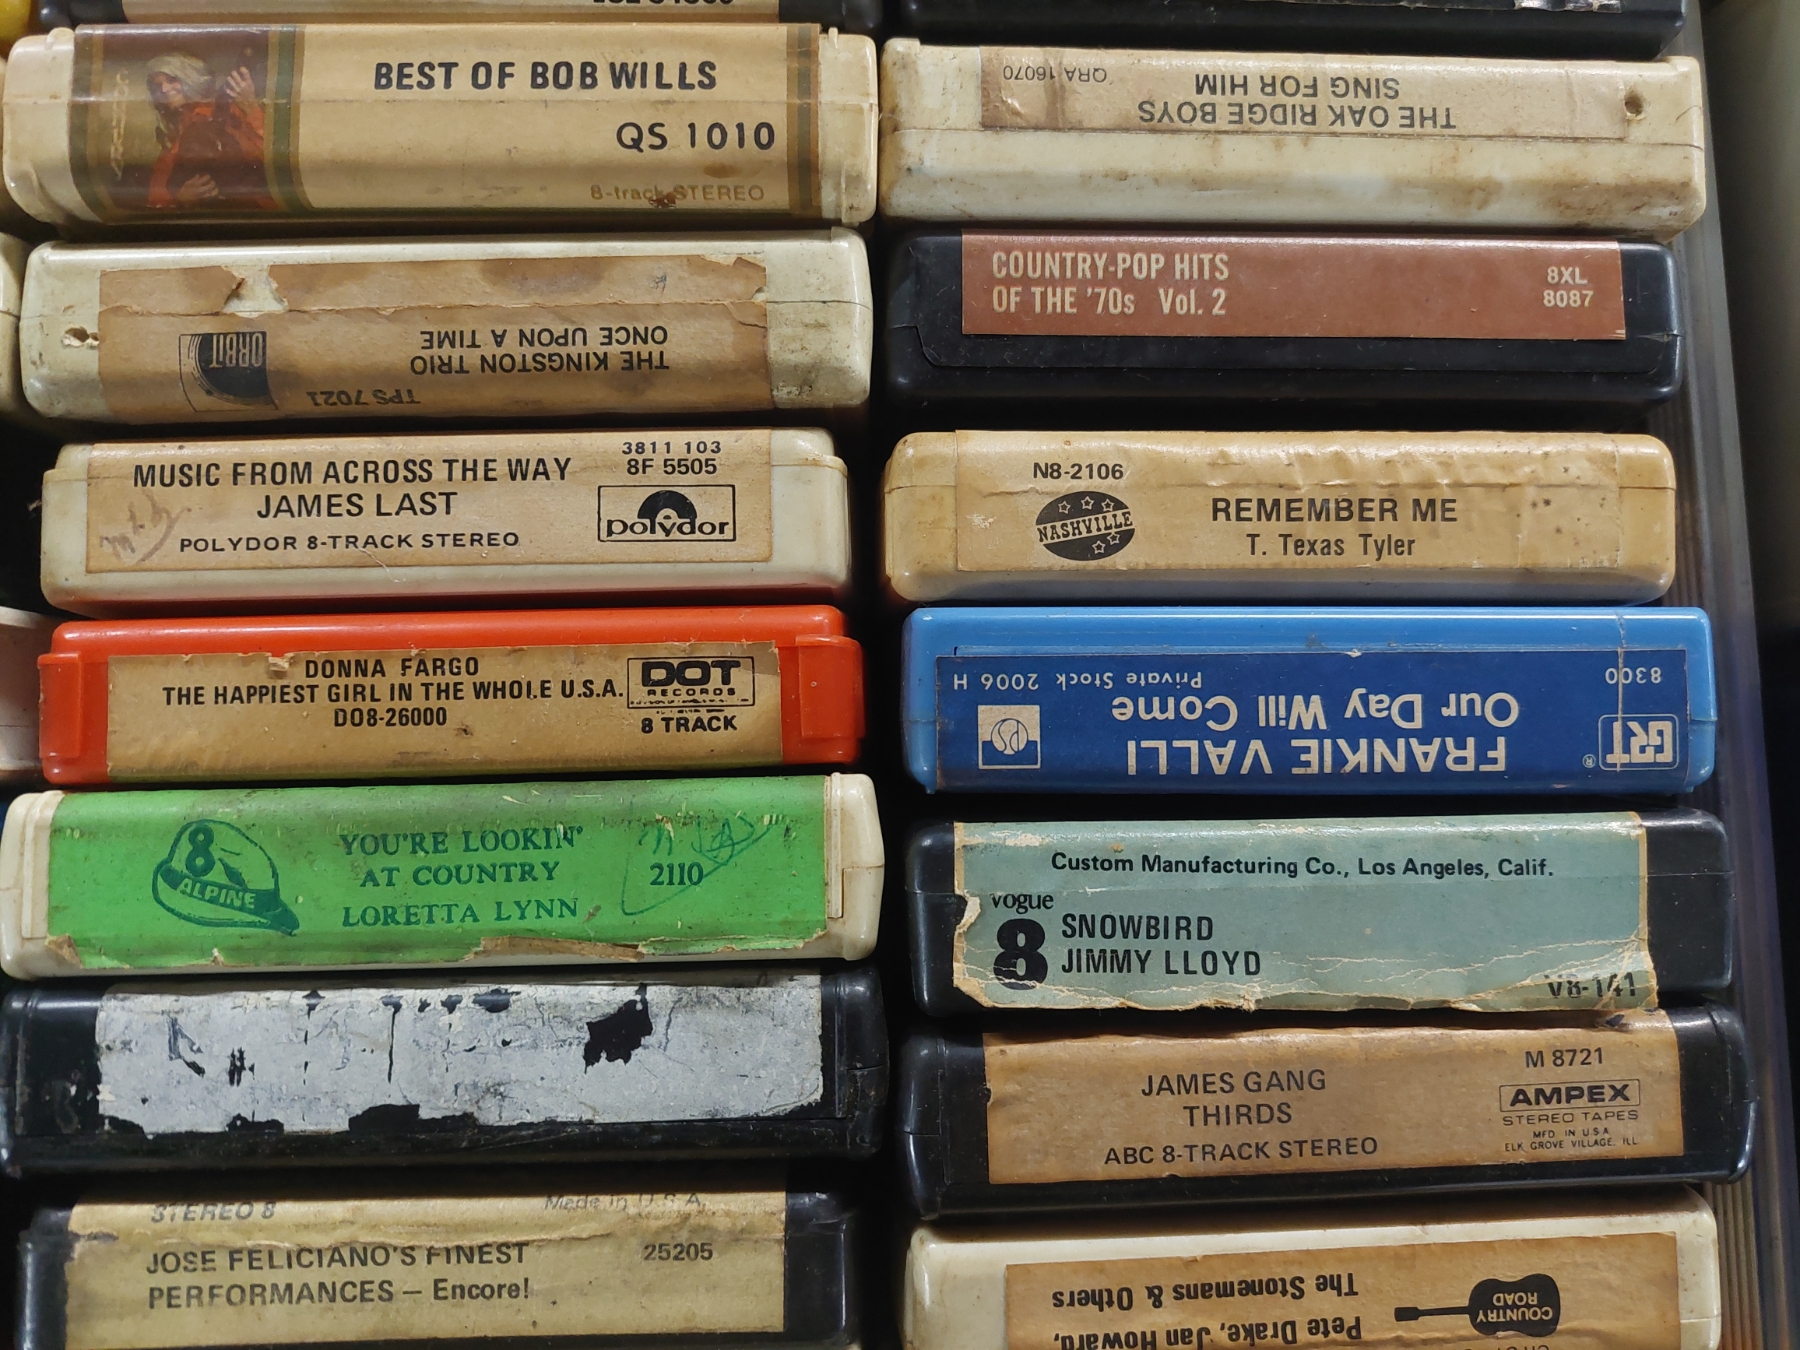 BEST OF BOB WILLS
QS 1010
8-track STEREO
THE KINGSTON TRIO
ONCE UPON A TIME
ORBIT
TPS 7021
MUSIC FROM ACROSS THE WAY
JAMES LAST
POLYDOR 8-TRACK STEREO
3811 103
8F 5505
polydor
DONNA FARGO
THE HAPPIEST GIRL IN THE WHOLE U.S.A.
DO8-26000
DOT
RECORDS
8 TRACK
8
ALPINE
YOU'RE LOOKIN'
AT COUNTRY
LORETTA LYNN
2110
STEREO 8
Made in U.S.A.
JOSE FELICIANO'S FINEST
PERFORMANCES — Encore!
25205
THE OAK RIDGE BOYS
SING FOR HIM
QRA 16070
COUNTRY-POP HITS
OF THE '70s Vol. 2
8XL
8087
N8-2106
NASHVILLE
REMEMBER ME
T. Texas Tyler
GRT
®
FRANKIE VALLI
Our Day Will Come
PS
8300
Private Stock 2006 H
Custom Manufacturing Co., Los Angeles, Calif.
vogue
8
SNOWBIRD
JIMMY LLOYD
V8-141
JAMES GANG
THIRDS
ABC 8-TRACK STEREO
M 8721
AMPEX
STEREO TAPES
MFD IN U.S.A.
ELK GROVE VILLAGE, ILL
COUNTRY
ROAD
Pete Drake, Jan Howard,
The Stonemans & Others